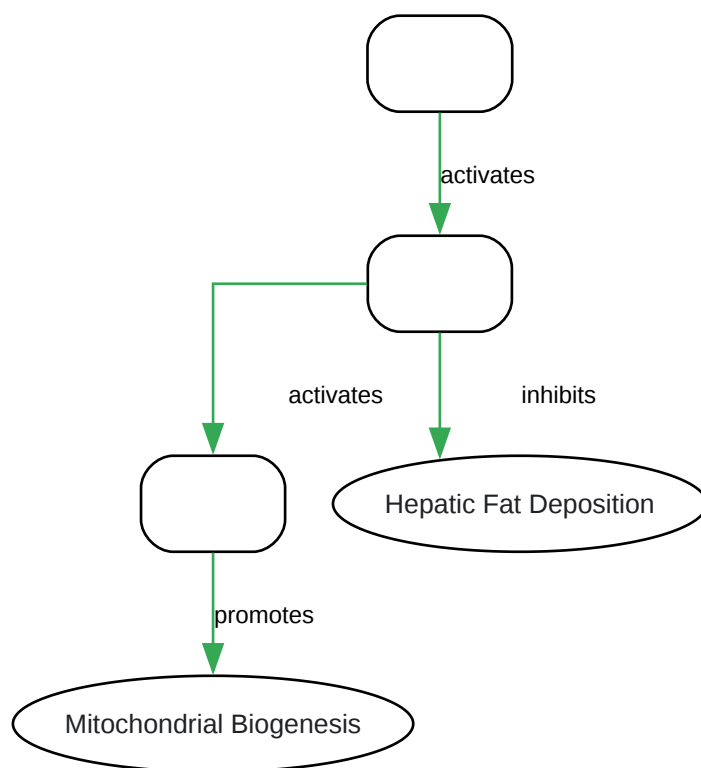 activates
activates
inhibits
Hepatic Fat Deposition
promotes
Mitochondrial Biogenesis